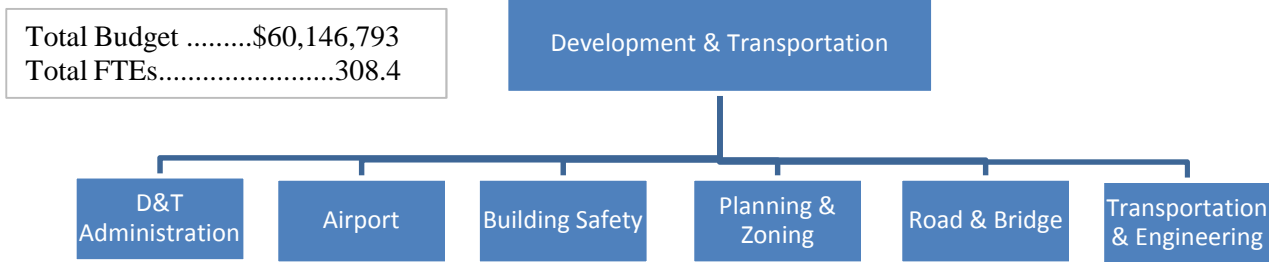 Total Budget .........$60,146,793
Total FTEs........................308.4
Development & Transportation
D&T
Administration
Airport
Building Safety
Planning &
Zoning
Road & Bridge
Transportation
& Engineering